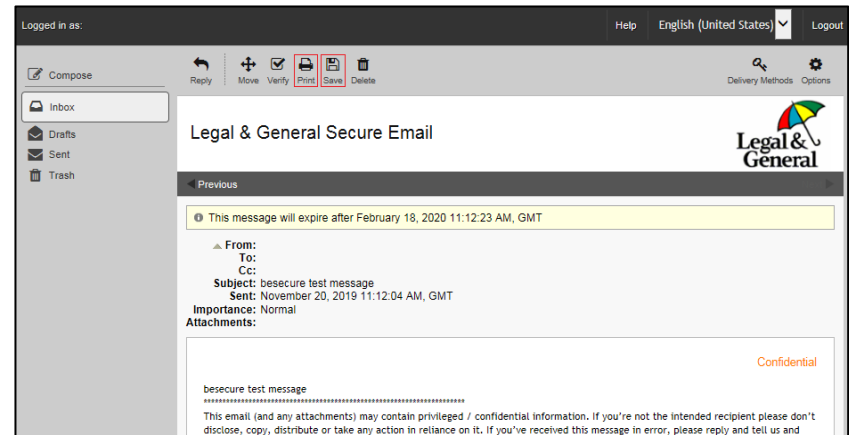 Logged in as:
Help English (United States) Logout
Compose
Reply Move Verify Print Save Delete
Delivery Methods Options
Inbox
Drafts
Sent
Trash
Legal & General Secure Email
Legal &
General
Previous
This message will expire after February 18, 2020 11:12:23 AM, GMT
From:
To:
Cc:
Subject: besecure test message
Sent: November 20, 2019 11:12:04 AM, GMT
Importance: Normal
Attachments:
Confidential
besecure test message
**********************************************************************
This email (and any attachments) may contain privileged / confidential information. If you're not the intended recipient please don't
disclose, copy, distribute or take any action in reliance on it. If you've received this message in error, please reply and tell us and